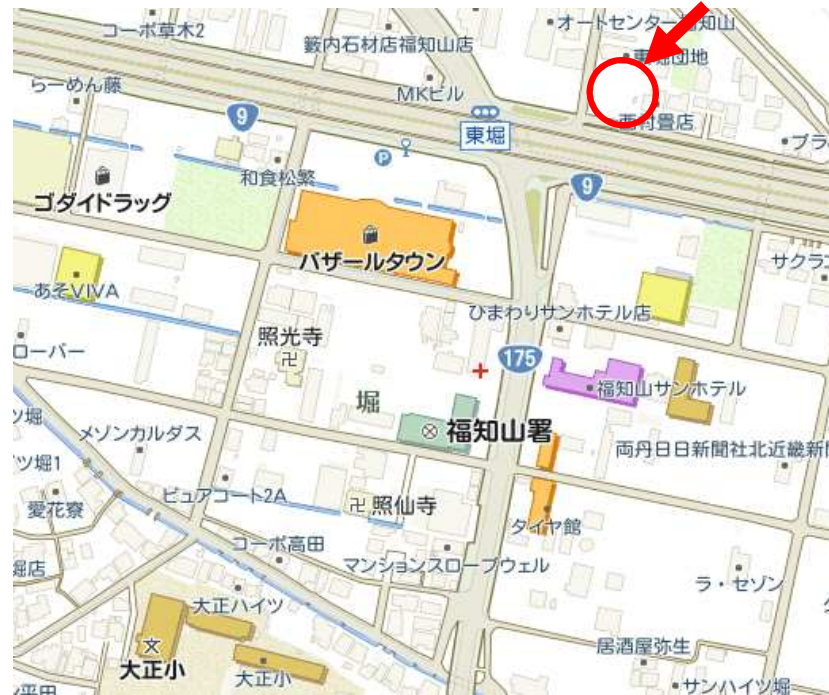 コーポ草木2
オートセンター福知山
籔内石材店福知山店
東堀団地
らーめん藤
MKビル
9
東堀
西村畳店
P
和食松繁
9
ゴダイドラッグ
バザールタウン
サクラコ
あそVIVA
ひまわりサンホテル店
ローバー
照光寺
175
福知山サンホテル
堀
福知山署
ツ堀
メゾンカルダス
両丹日日新聞社北近畿新
ツ堀1
ピュアコート2A
愛花寮
照仙寺
タイヤ館
コーポ高田
堀店
マンションスロープウェル
ラ・セゾン
大正ハイツ
居酒屋弥生
大正小
大正小
サンハイツ堀
平田